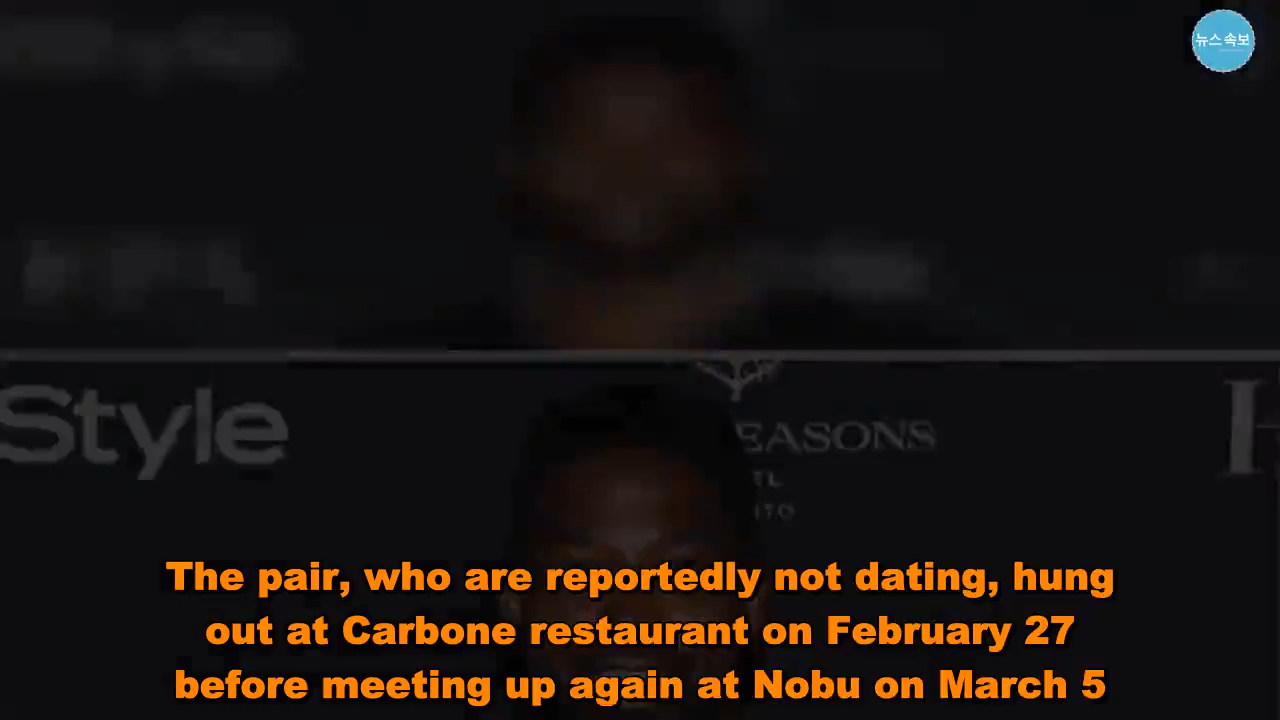 뉴스 속보
Style
EASONS
The pair, who are reportedly not dating, hung
out at Carbone restaurant on February 27
before meeting up again at Nobu on March 5